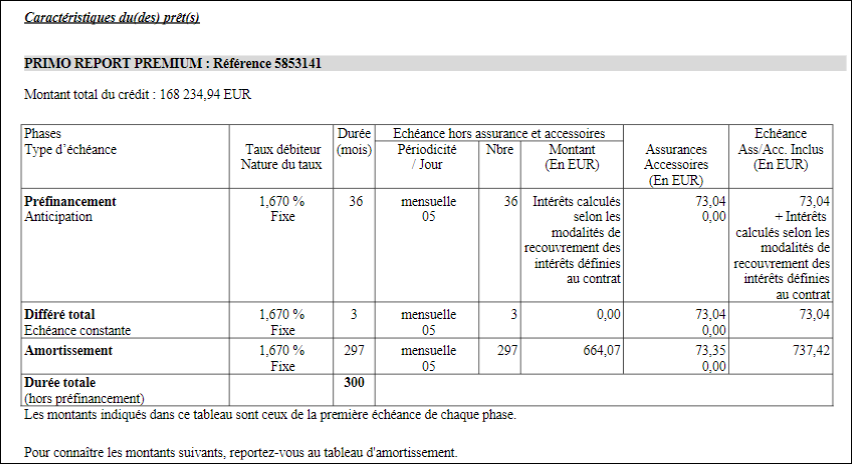 Caractéristiques du(des) prêt(s)
PRIMO REPORT PREMIUM : Référence 5853141
Montant total du crédit : 168 234,94 EUR
Phases Durée Echéance hors assurance et accessoires Echéance
Type d'échéance Taux débiteur (mois) Périodicité Nbre Montant Assurances Ass/Acc. Inclus
Nature du taux / Jour (En EUR) Accessoires (En EUR)
(En EUR)
Préfinancement 1,670 % 36 mensuelle 36 Intérêts calculés 73,04 73,04
Anticipation Fixe 05 selon les 0,00 + Intérêts
modalités de calculés selon les
recouvrement des modalités de
intérêts définies recouvrement des
au contrat intérêts définies
au contrat
Différé total 1,670 % 3 mensuelle 3 0,00 73,04 73,04
Echéance constante Fixe 05 0,00
Amortissement 1,670 % 297 mensuelle 297 664,07 73,35 737,42
Fixe 05 0,00
Durée totale 300
(hors préfinancement)
Les montants indiqués dans ce tableau sont ceux de la première échéance de chaque phase.
Pour connaître les montants suivants, reportez-vous au tableau d'amortissement.